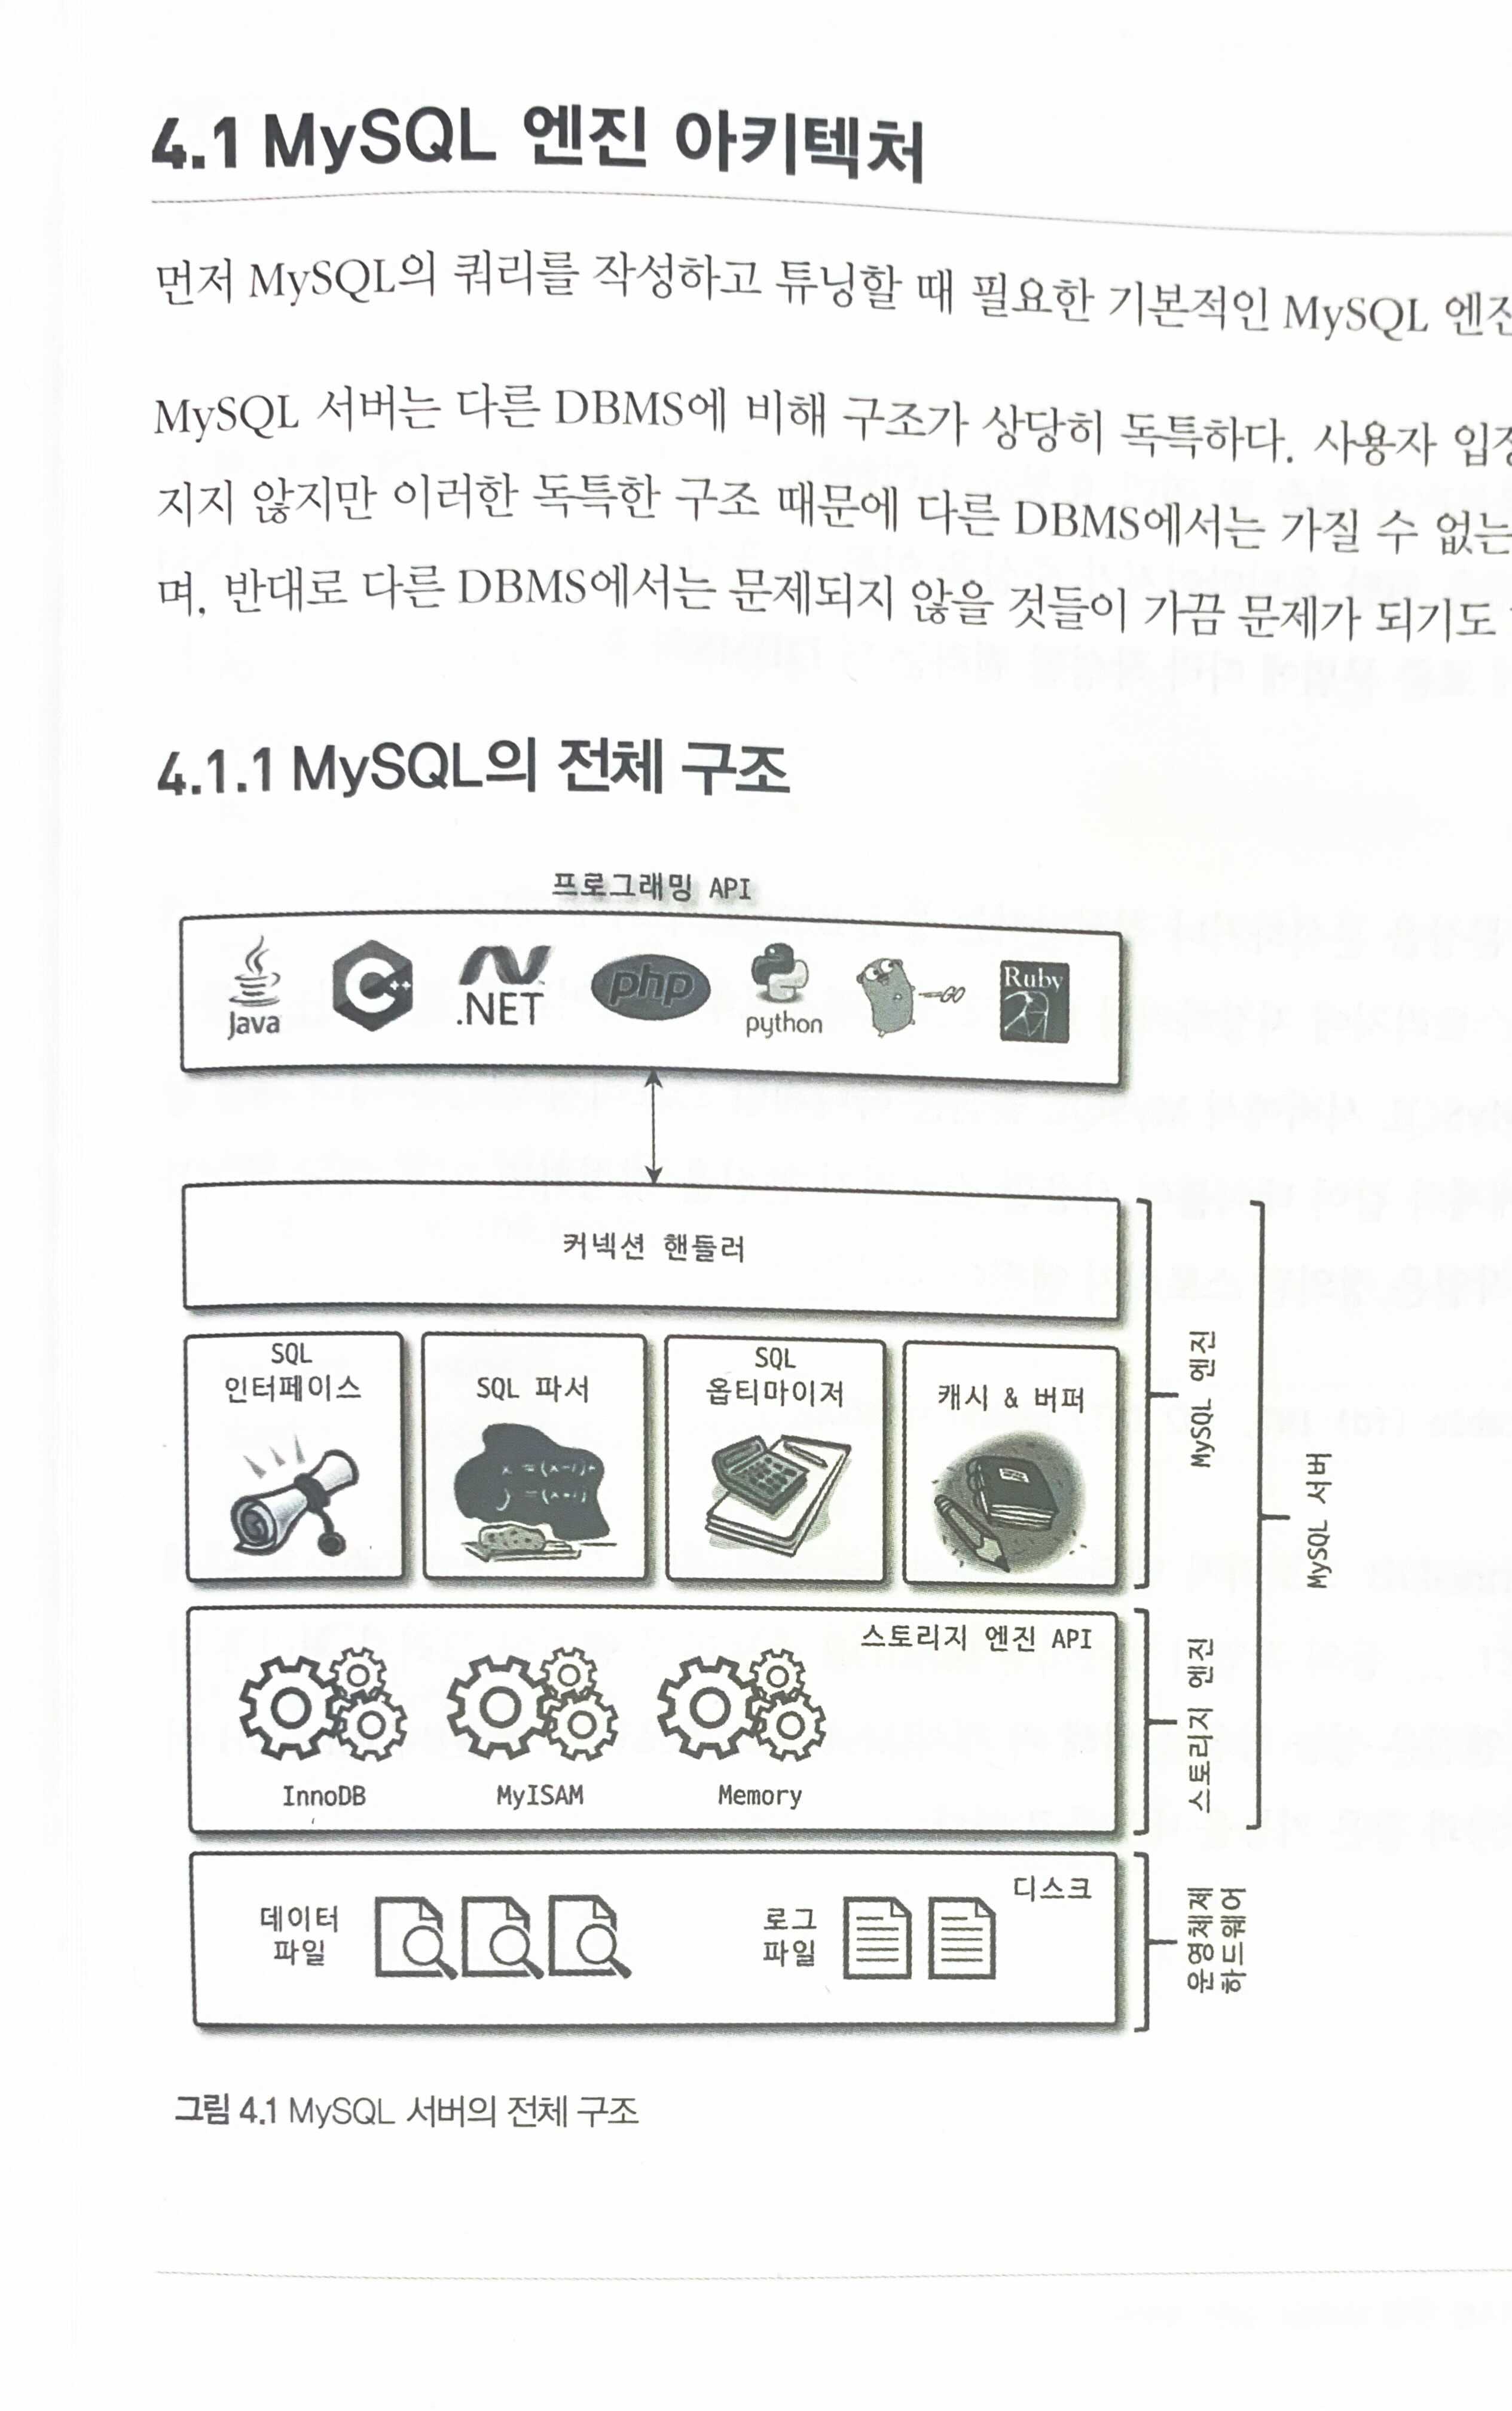 4.1 MySQL 엔진 아키텍처
먼저 MySQL의 쿼리를 작성하고 튜닝할 때 필요한 기본적인 MySQL 엔진
MySQL 서버는 다른 DBMS에 비해 구조가 상당히 독특하다. 사용자 입장
지지 않지만 이러한 독특한 구조 때문에 다른 DBMS에서는 가질 수 없는
며, 반대로 다른 DBMS에서는 문제되지 않을 것들이 가끔 문제가 되기도
4.1.1 MySQL의 전체 구조
프로그래밍 API
Java
C++
.NET
php
python
GO
Ruby
커넥션 핸들러
SQL
인터페이스
SQL 파서
SQL
옵티마이저
캐시 & 버퍼
MySQL 엔진
MySQL 서버
스토리지 엔진 API
InnoDB
MyISAM
Memory
스토리지 엔진
디스크
데이터
파일
로그
파일
운영체제
하드웨어
그림 4.1 MySQL 서버의 전체 구조